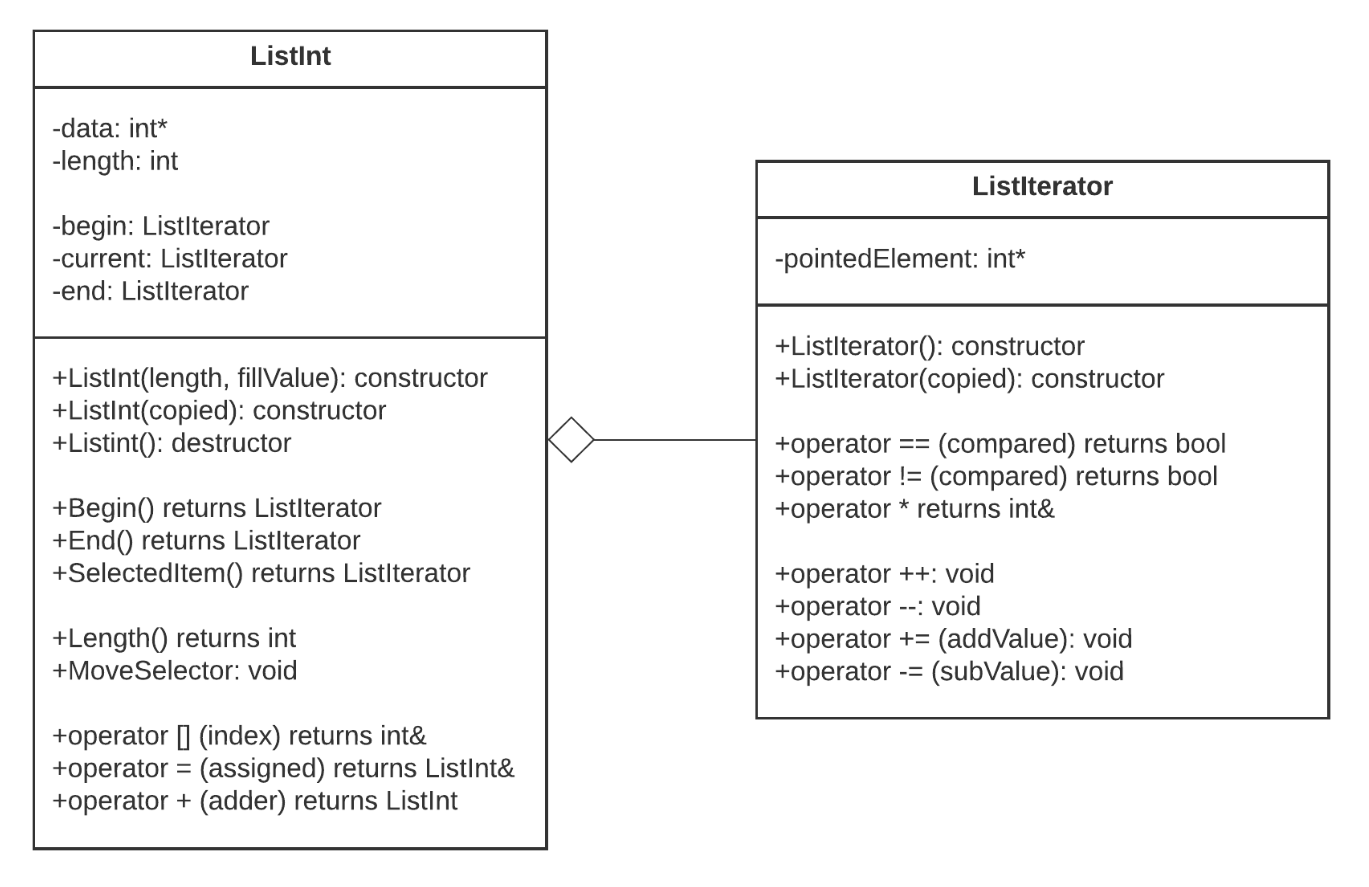 ListInt
-data: int*
-length: int
-begin: ListIterator
-current: ListIterator
-end: ListIterator
+ListInt(length, fillValue): constructor
+ListInt(copied): constructor
+Listint(): destructor
+Begin() returns ListIterator
+End() returns ListIterator
+SelectedItem() returns ListIterator
+Length() returns int
+MoveSelector: void
+operator [] (index) returns int&
+operator = (assigned) returns ListInt&
+operator + (adder) returns ListInt
ListIterator
-pointedElement: int*
+ListIterator(): constructor
+ListIterator(copied): constructor
+operator == (compared) returns bool
+operator != (compared) returns bool
+operator * returns int&
+operator ++: void
+operator --: void
+operator += (addValue): void
+operator -= (subValue): void